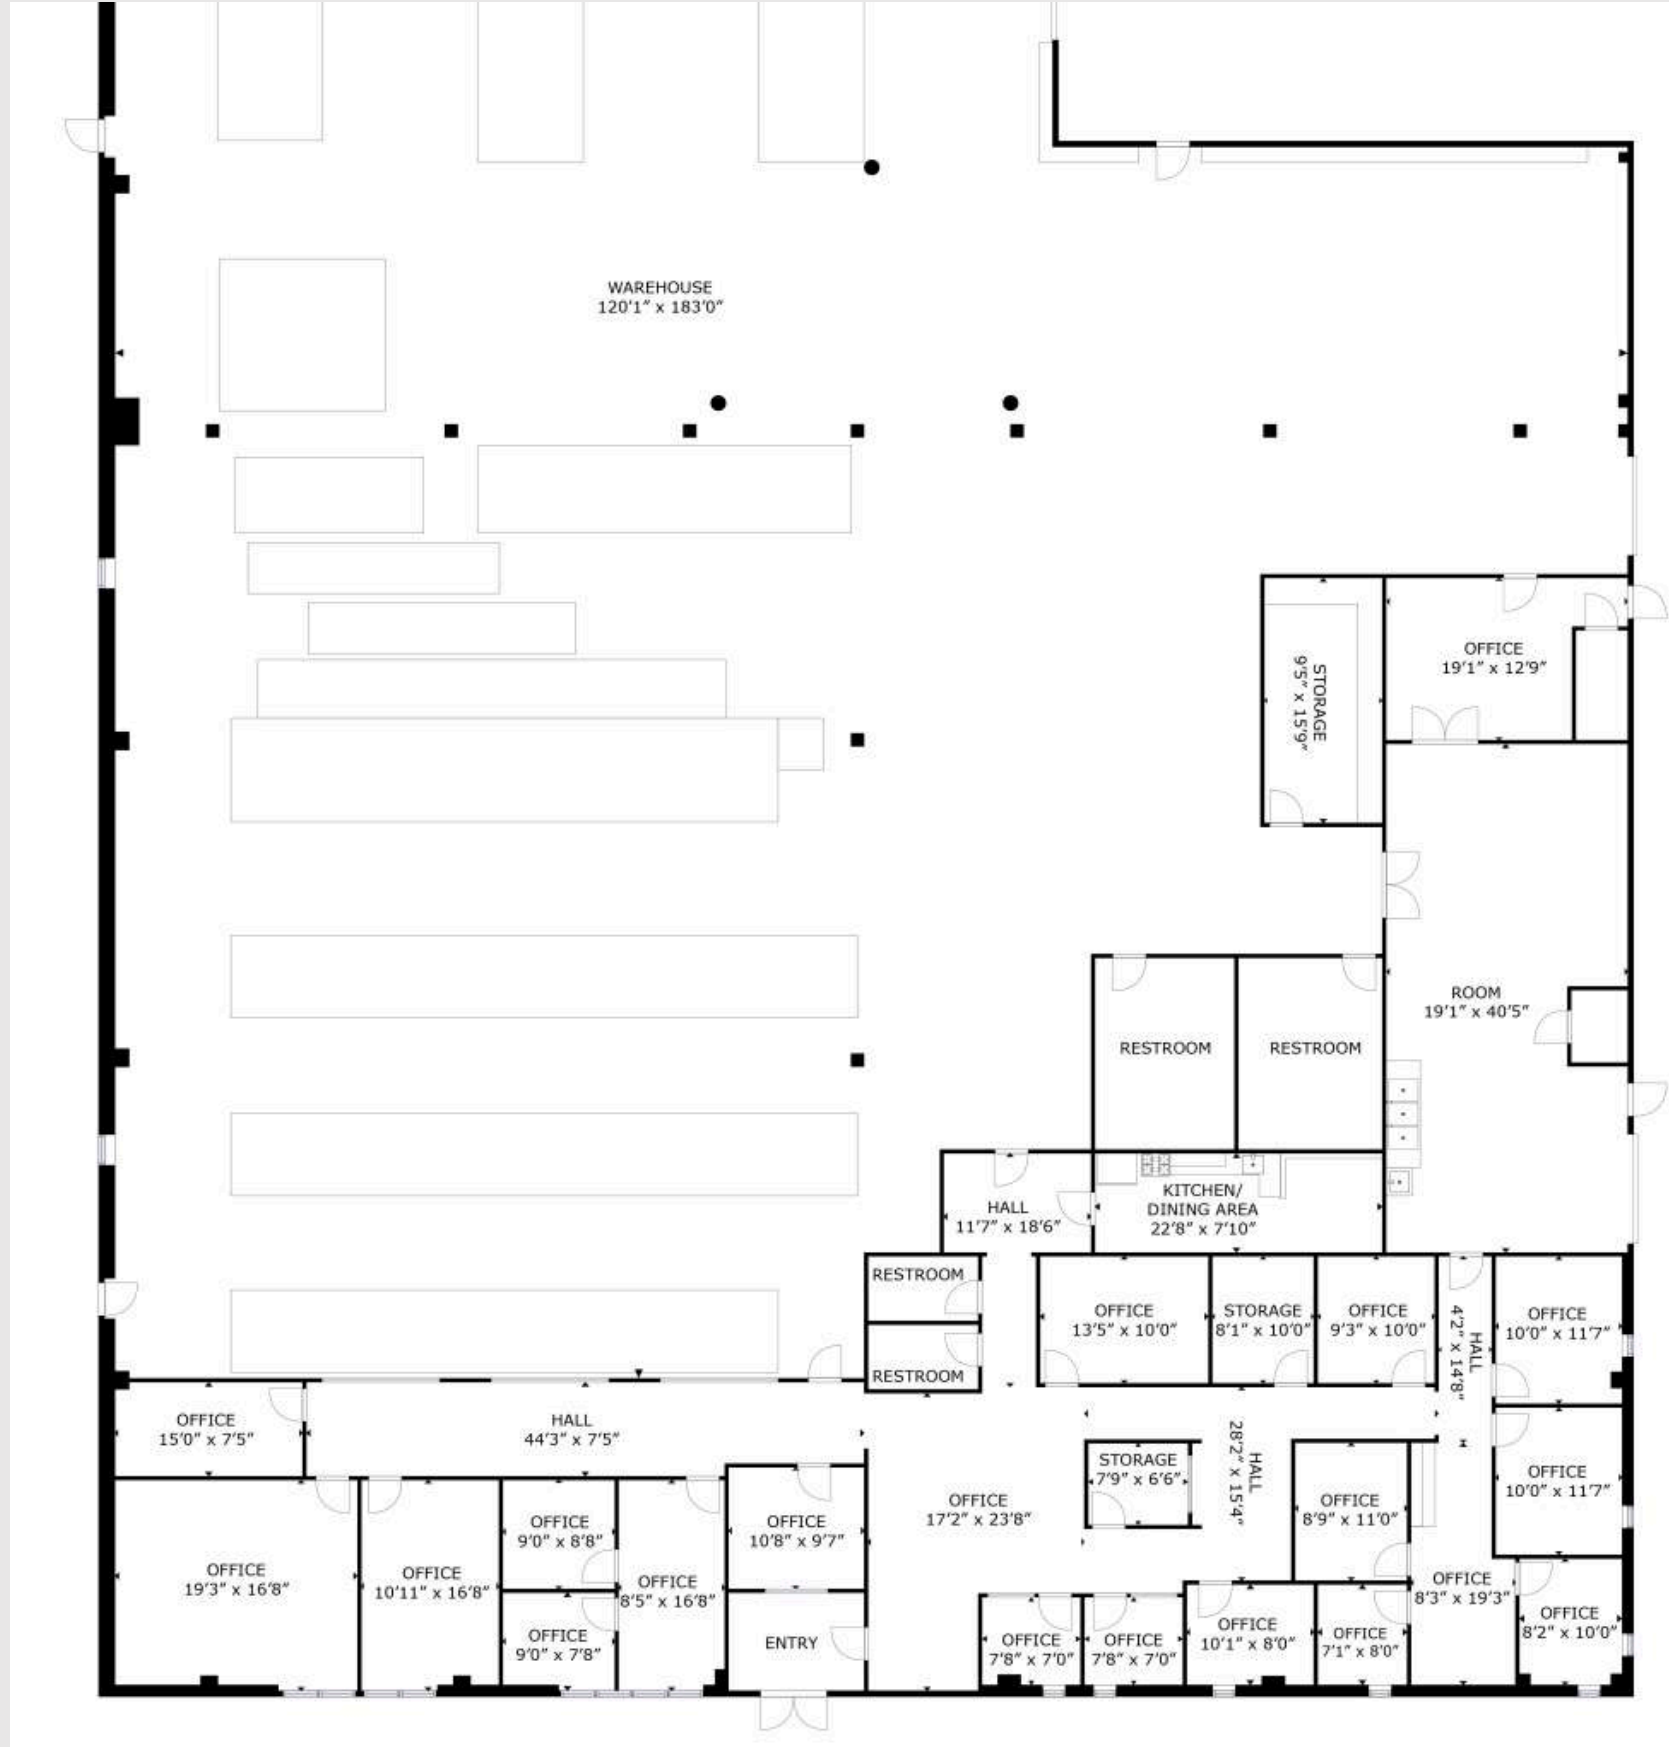 WAREHOUSE
120'1" x 183'0"
OFFICE
19'1" x 12'9"
STORAGE
9'5" x 15'9"
ROOM
19'1" x 40'5"
RESTROOM
RESTROOM
KITCHEN/
DINING AREA
22'8" x 7'10"
HALL
11'7" x 18'6"
RESTROOM
RESTROOM
OFFICE
13'5" x 10'0"
STORAGE
8'1" x 10'0"
OFFICE
9'3" x 10'0"
HALL
4'2" x 14'8"
OFFICE
10'0" x 11'7"
OFFICE
15'0" x 7'5"
HALL
44'3" x 7'5"
STORAGE
7'9" x 6'6"
HALL
28'2" x 15'4"
OFFICE
10'0" x 11'7"
OFFICE
17'2" x 23'8"
OFFICE
8'9" x 11'0"
OFFICE
9'0" x 8'8"
OFFICE
10'8" x 9'7"
OFFICE
19'3" x 16'8"
OFFICE
10'11" x 16'8"
OFFICE
8'5" x 16'8"
OFFICE
8'3" x 19'3"
OFFICE
9'0" x 7'8"
ENTRY
OFFICE
7'8" x 7'0"
OFFICE
7'8" x 7'0"
OFFICE
10'1" x 8'0"
OFFICE
7'1" x 8'0"
OFFICE
8'2" x 10'0"